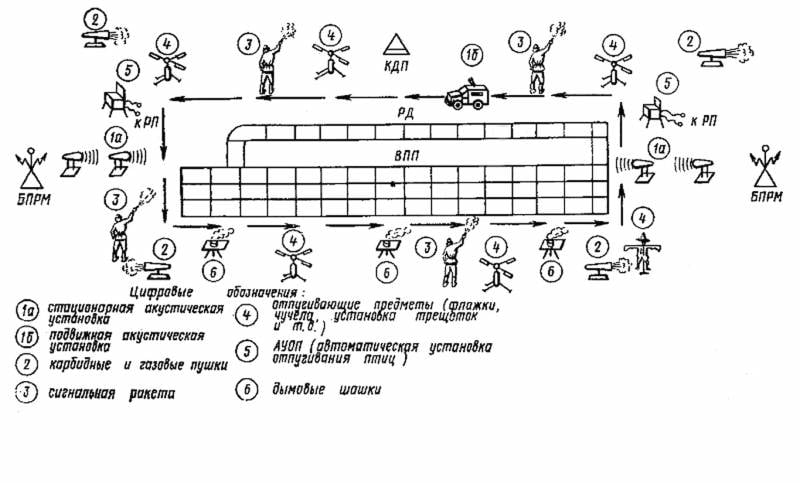 2
4
3
4
КДП
1б
3
4
2
5
5
к РП
РД
к РП
1а
ВПП
1а
БПРМ
БПРМ
3
4
2
6
4
6
3
4
6
2
Цифровые обозначения:
1а стационарная акустическая
установка
1б подвижная акустическая
установка
2 карбидные и газовые пушки
3 сигнальная ракета
4 отпугивающие предметы (флажки,
чучела, установка трещоток
и т.д.)
5 АУОП (автоматическая установка
отпугивания птиц)
6 дымовые шашки